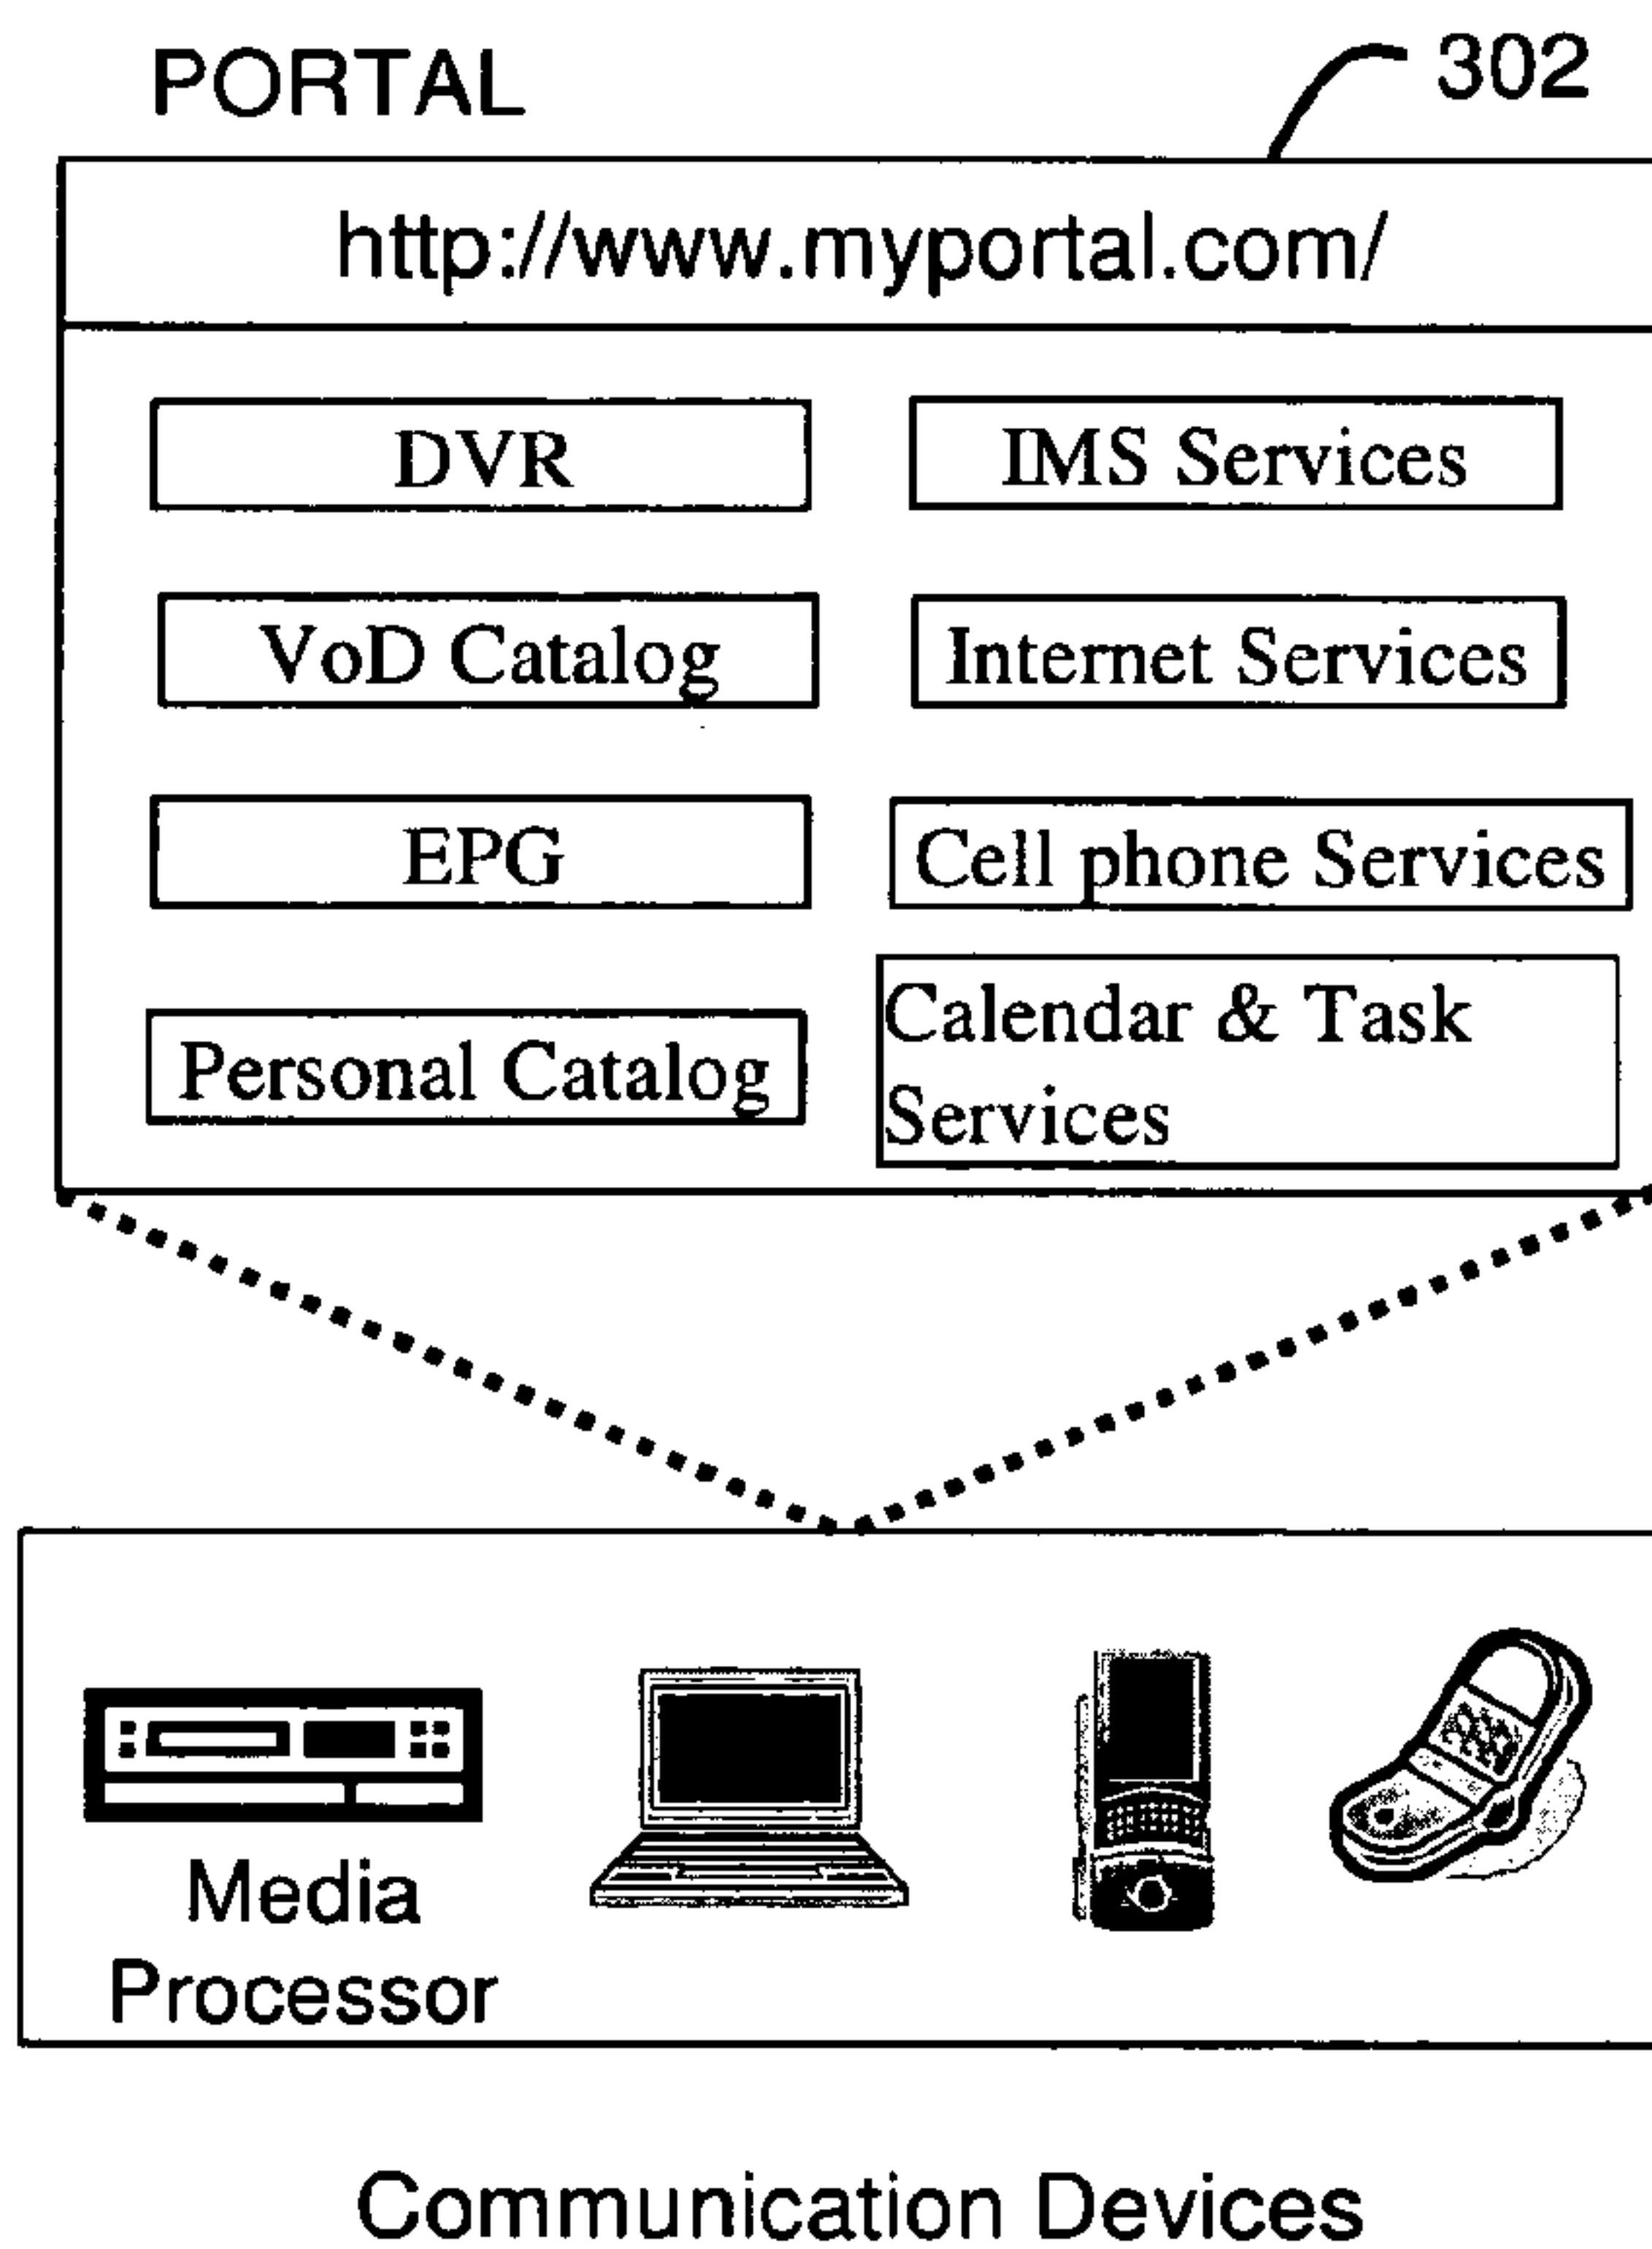 PORTAL 302
http://www.myportal.com/
DVR IMS Services
VoD Catalog Internet Services
EPG Cell phone Services
Personal Catalog
Calendar & Task
Services
Media
Processor
Communication Devices